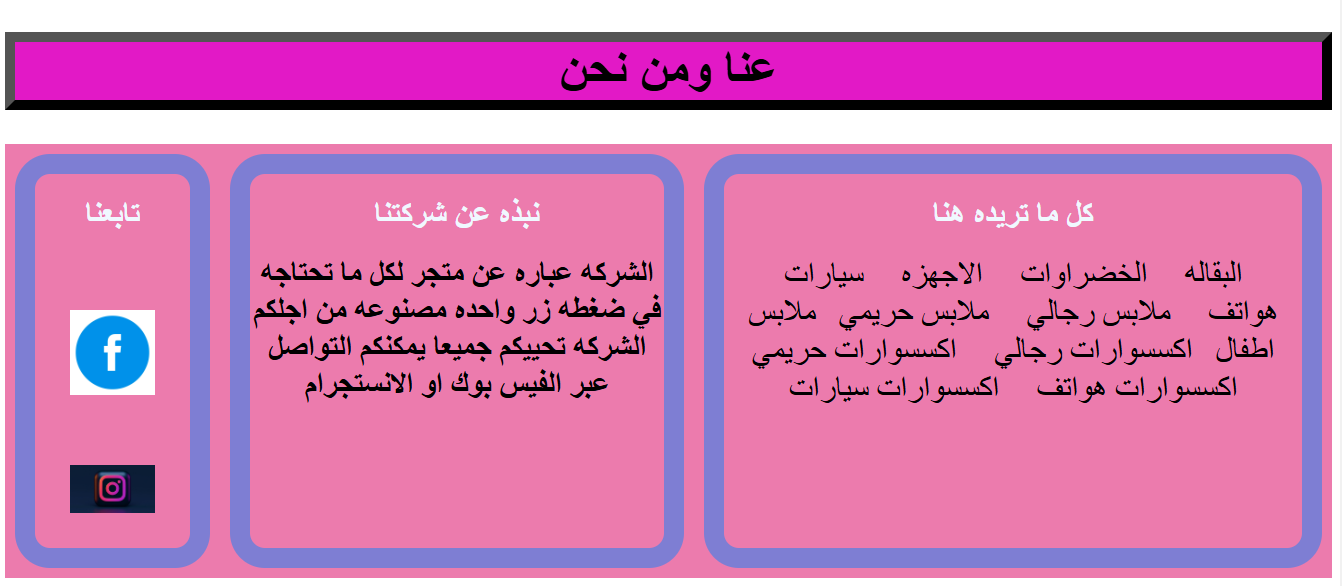 عنا ومن نحن
كل ما تريده هنا
البقاله الخضراوات الاجهزه سيارات
هواتف ملابس رجالي ملابس حريمي ملابس
اطفال اكسسوارات رجالي اكسسوارات حريمي
اكسسوارات هواتف اكسسوارات سيارات
نبذه عن شركتنا
الشركه عباره عن متجر لكل ما تحتاجه
في ضغطه زر واحده مصنوعه من اجلكم
الشركه تحييكم جميعا يمكنكم التواصل
عبر الفيس بوك او الانستجرام
تابعنا